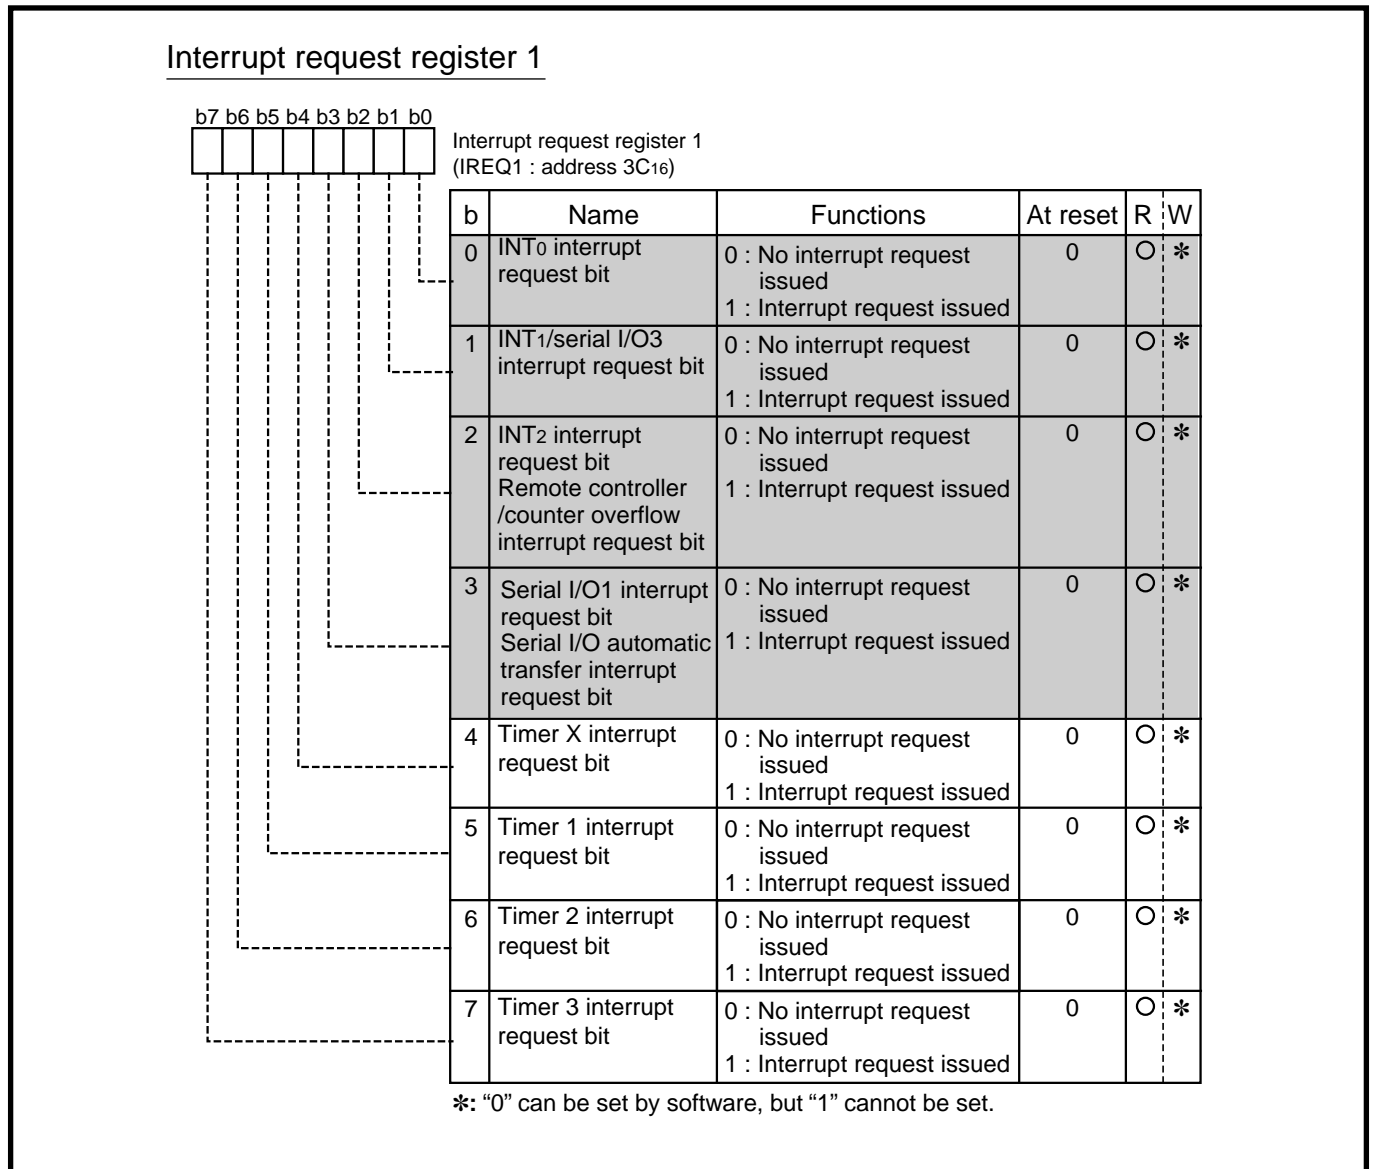 Interrupt request register 1
b7 b6 b5 b4 b3 b2 b1 b0
Interrupt request register 1
(IREQ1 : address 3C16)
b Name Functions At reset R W
0 INT0 interrupt request bit 0 : No interrupt request issued 1 : Interrupt request issued 0 ○ ✻
1 INT1/serial I/O3 interrupt request bit 0 : No interrupt request issued 1 : Interrupt request issued 0 ○ ✻
2 INT2 interrupt request bit Remote controller /counter overflow interrupt request bit 0 : No interrupt request issued 1 : Interrupt request issued 0 ○ ✻
3 Serial I/O1 interrupt request bit Serial I/O automatic transfer interrupt request bit 0 : No interrupt request issued 1 : Interrupt request issued 0 ○ ✻
4 Timer X interrupt request bit 0 : No interrupt request issued 1 : Interrupt request issued 0 ○ ✻
5 Timer 1 interrupt request bit 0 : No interrupt request issued 1 : Interrupt request issued 0 ○ ✻
6 Timer 2 interrupt request bit 0 : No interrupt request issued 1 : Interrupt request issued 0 ○ ✻
7 Timer 3 interrupt request bit 0 : No interrupt request issued 1 : Interrupt request issued 0 ○ ✻
✻: “0” can be set by software, but “1” cannot be set.